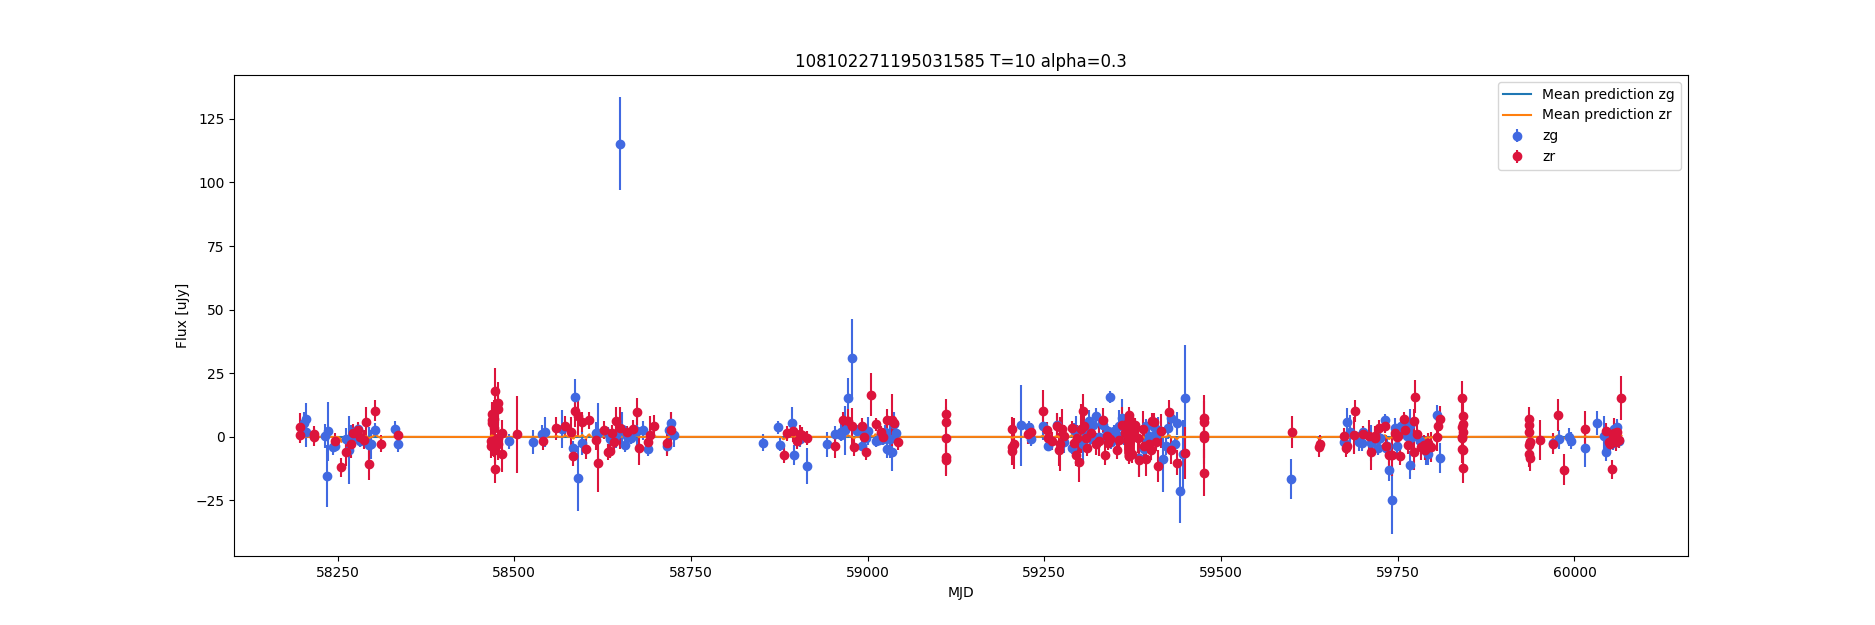 108102271195031585 T=10 alpha=0.3
Mean prediction zg
Mean prediction zr
zg
zr
125
100
75
50
25
0
−25
Flux [uJy]
58250 58500 58750 59000 59250 59500 59750 60000
MJD